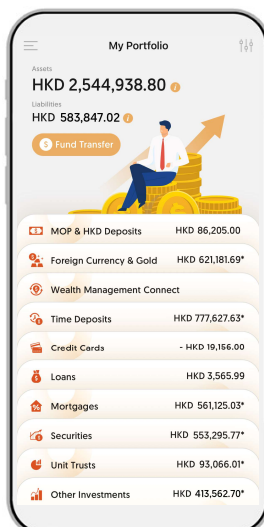 My Portfolio
Assets
HKD 2,544,938.80
Liabilities
HKD 583,847.02
Fund Transfer
MOP & HKD Deposits HKD 86,205.00
Foreign Currency & Gold HKD 621,181.69*
Wealth Management Connect
Time Deposits HKD 777,627.63*
Credit Cards - HKD 19,156.00
Loans HKD 3,565.99
Mortgages HKD 561,125.03*
Securities HKD 553,295.77*
Unit Trusts HKD 93,066.01*
Other Investments HKD 413,562.70*